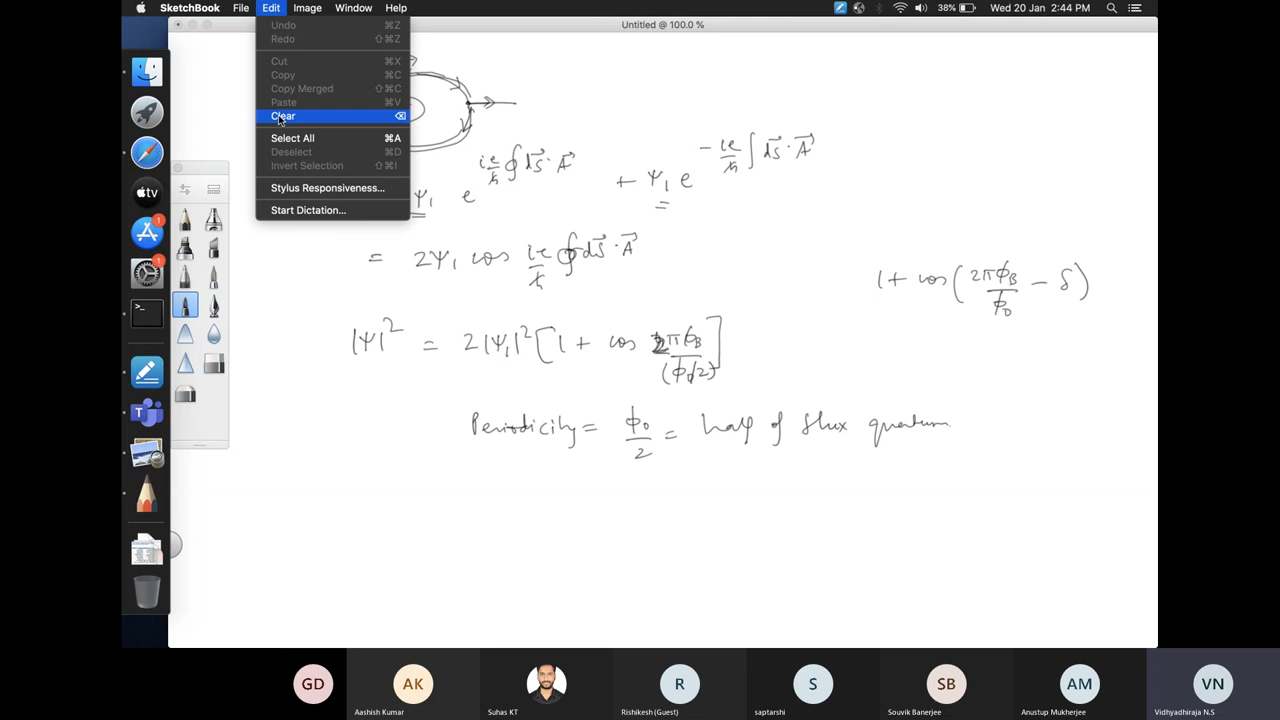 SketchBook File Edit Image Window Help 38% Wed 20 Jan 2:44 PM
Untitled @ 100.0 %
Undo ⌘Z
Redo ⇧⌘Z
Cut ⌘X
Copy ⌘C
Copy Merged ⇧⌘C
Paste ⌘V
Clear ⌫
Select All ⌘A
Deselect ⌘D
Invert Selection ⇧⌘I
Stylus Responsiveness...
Start Dictation...
tv
ψ₁ e^{ie/ħ ∮ds⃗·A⃗} + ψ₁ e^{-ie/ħ ∫ds⃗·A⃗}
= 2ψ₁ cos ie/ħ ∮ds⃗·A⃗
1 + cos(2πϕ_B/ϕ₀ − δ)
|ψ|² = 2|ψ₁|² [1 + cos 2πϕ_B/(ϕ₀/2)]
Periodicity = ϕ₀/2 = half of flux quantum
GD AK R S SB AM VN
Aashish Kumar Suhas KT Rishikesh (Guest) saptarshi Souvik Banerjee Anustup Mukherjee Vidhyadhiraja N.S